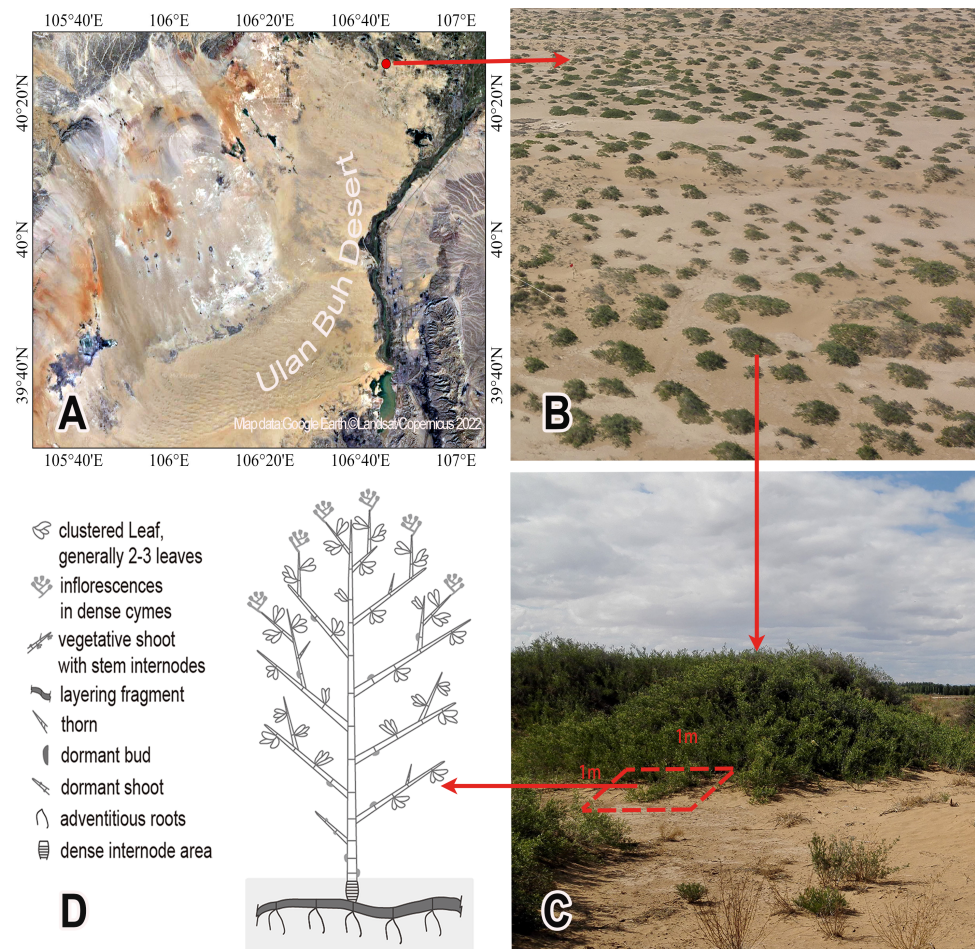 105°40'E 106°E 106°20'E 106°40'E 107°E
40°20'N
40°N
39°40'N
40°20'N
40°N
39°40'N
Ulan Buh Desert
A
Map data,Google Earth ©Landsat/Copernicus 2022
105°40'E 106°E 106°20'E 106°40'E 107°E
B
clustered Leaf,
generally 2-3 leaves
inflorescences
in dense cymes
vegetative shoot
with stem internodes
layering fragment
thorn
dormant bud
dormant shoot
adventitious roots
dense internode area
D
1m
1m
C